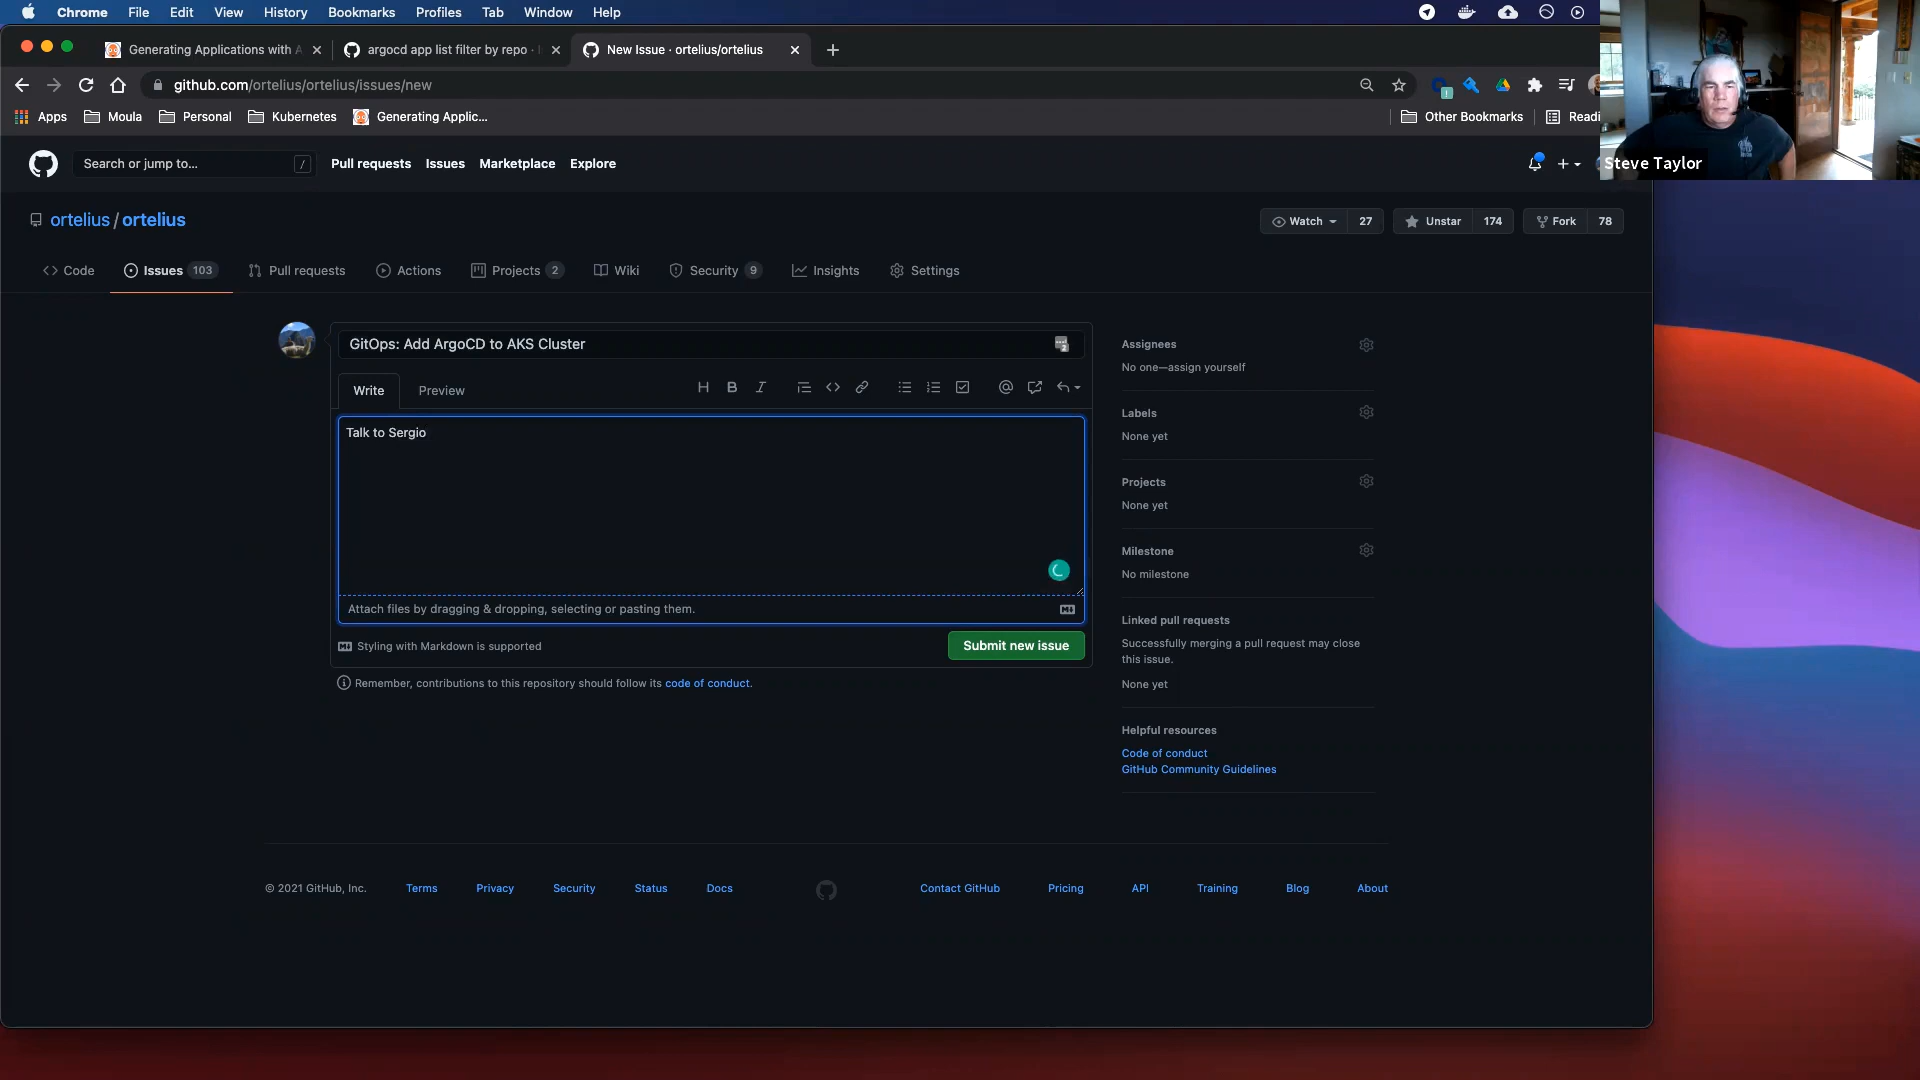 Chrome File Edit View History Bookmarks Profiles Tab Window Help
Generating Applications with A
argocd app list filter by repo ·
New Issue · ortelius/ortelius
github.com/ortelius/ortelius/issues/new
Apps Moula Personal Kubernetes Generating Applic... Other Bookmarks Readi
Steve Taylor
Search or jump to... /
Pull requests Issues Marketplace Explore
ortelius / ortelius
Watch 27 Unstar 174 Fork 78
Code Issues 103 Pull requests Actions Projects 2 Wiki Security 9 Insights Settings
GitOps: Add ArgoCD to AKS Cluster
Write Preview
Talk to Sergio
Attach files by dragging & dropping, selecting or pasting them.
Styling with Markdown is supported
Submit new issue
Remember, contributions to this repository should follow its code of conduct.
Assignees
No one—assign yourself
Labels
None yet
Projects
None yet
Milestone
No milestone
Linked pull requests
Successfully merging a pull request may close
this issue.
None yet
Helpful resources
Code of conduct
GitHub Community Guidelines
© 2021 GitHub, Inc. Terms Privacy Security Status Docs Contact GitHub Pricing API Training Blog About